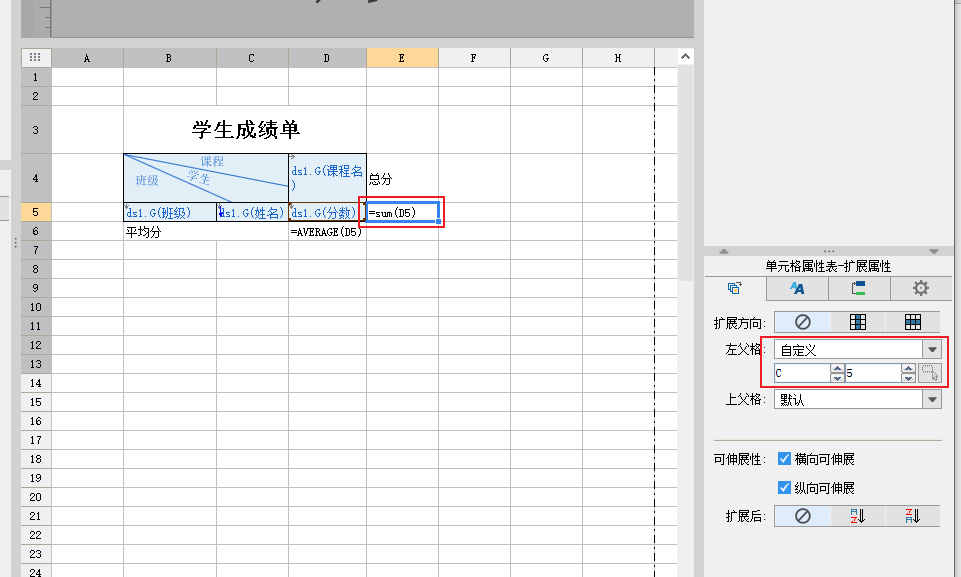 A B C D E F G H
1
2
3 学生成绩单
4 课程 学生 班级 ds1.G(课程名
) 总分
5 ds1.G(班级) ds1.G(姓名) ds1.G(分数) =sum(D5)
6 平均分 =AVERAGE(D5)
7
8
9
10
11
12
13
14
15
16
17
18
19
20
21
22
23
24
单元格属性表-扩展属性
扩展方向:
左父格: 自定义
C 5
上父格: 默认
可伸展性: 横向可伸展
纵向可伸展
扩展后: